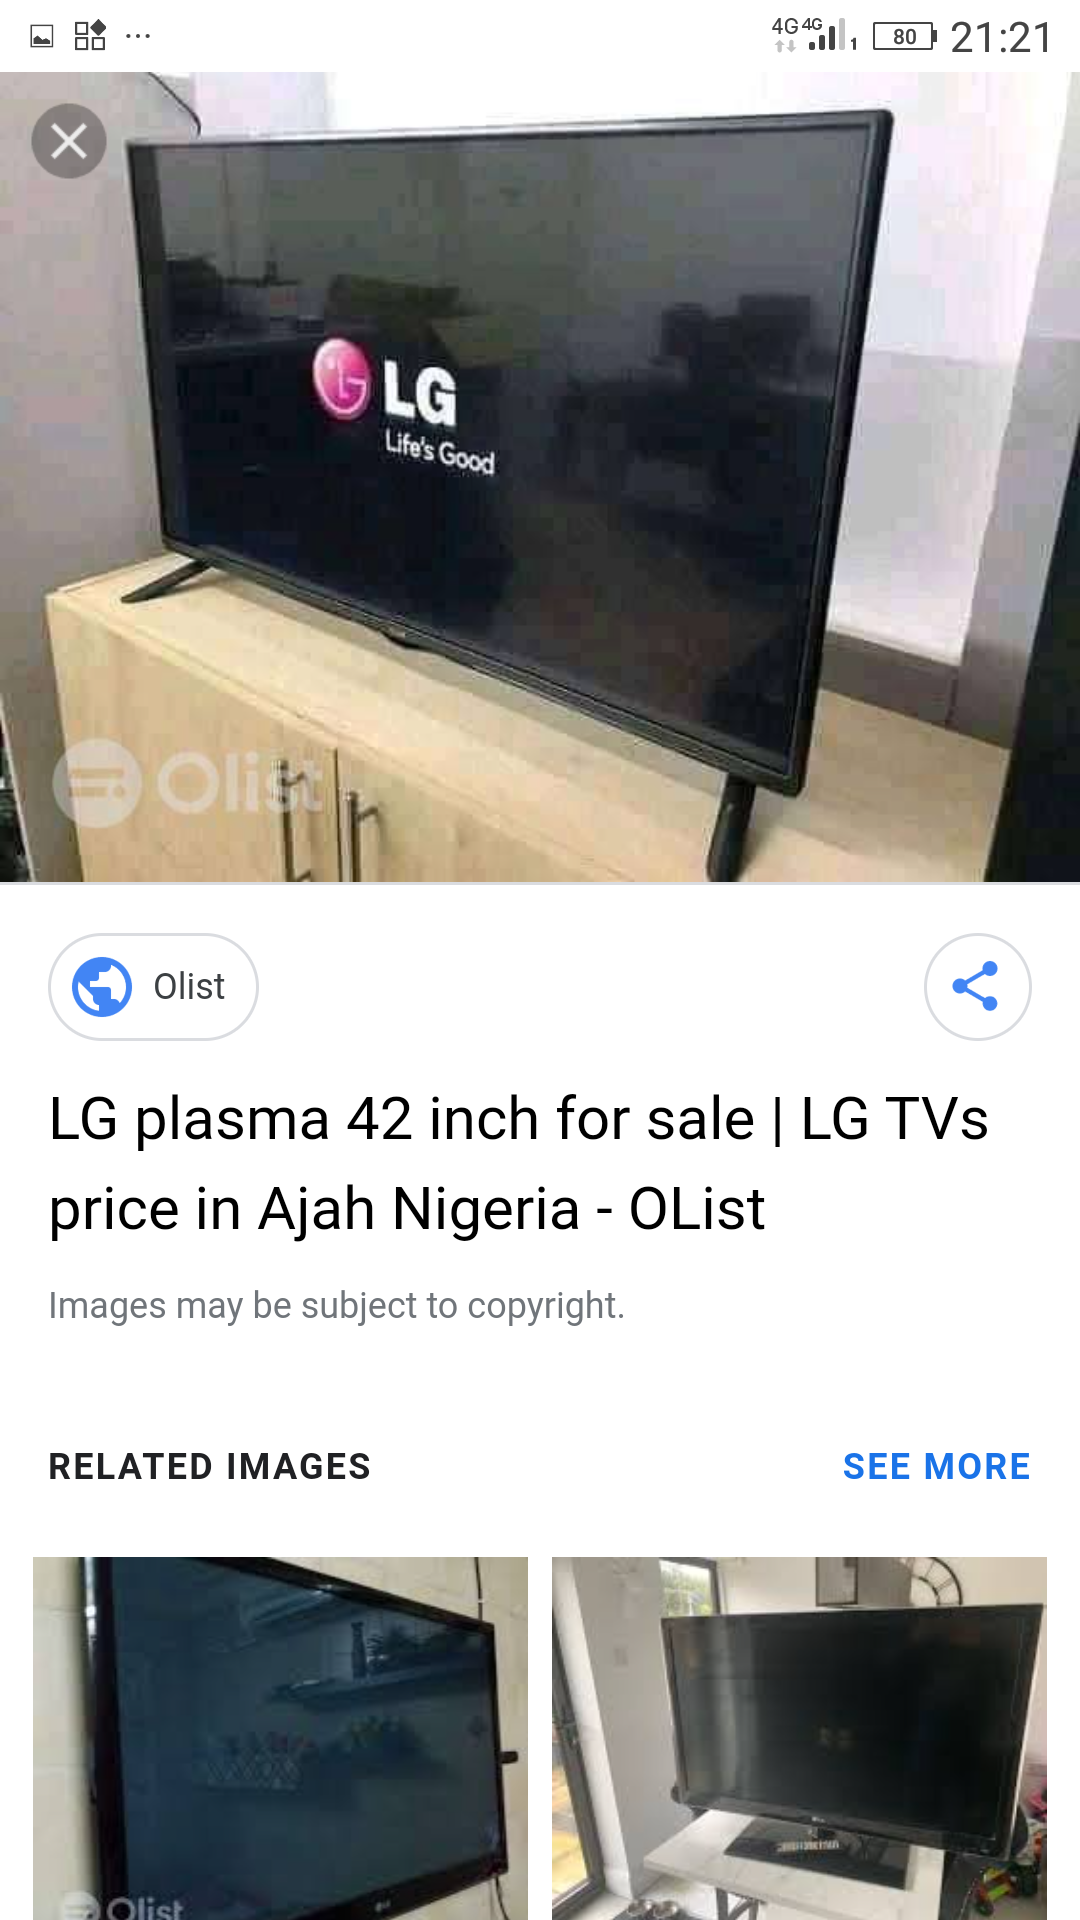 4G 4G 1 80 21:21
LG
Life's Good
Olist
Olist
LG plasma 42 inch for sale | LG TVs
price in Ajah Nigeria - OList
Images may be subject to copyright.
RELATED IMAGES SEE MORE
Olist